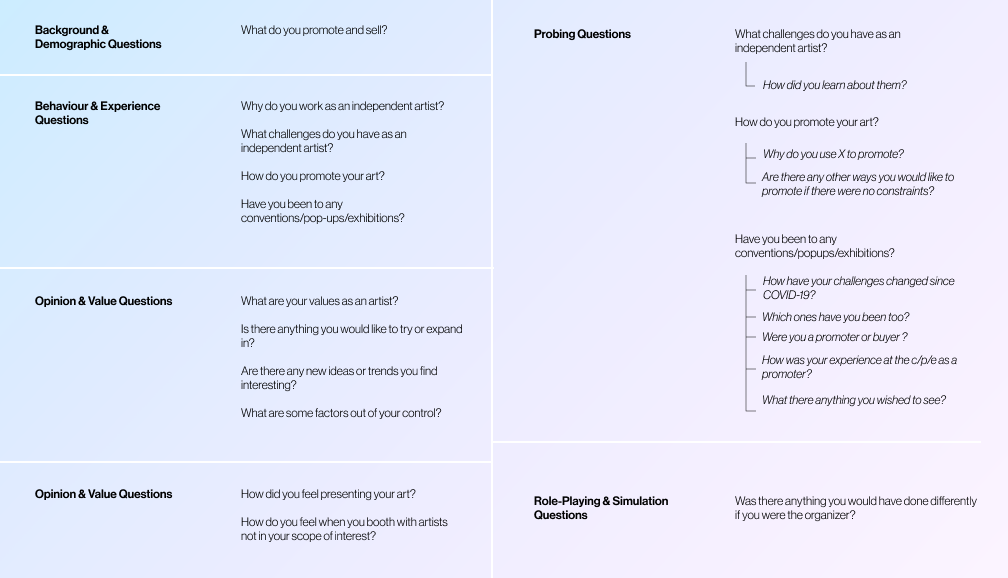 Background &
Demographic Questions
What do you promote and sell?
Behaviour & Experience
Questions
Why do you work as an independent artist?
What challenges do you have as an
independent artist?
How do you promote your art?
Have you been to any
conventions/pop-ups/exhibitions?
Opinion & Value Questions
What are your values as an artist?
Is there anything you would like to try or expand
in?
Are there any new ideas or trends you find
interesting?
What are some factors out of your control?
Opinion & Value Questions
How did you feel presenting your art?
How do you feel when you booth with artists
not in your scope of interest?
Probing Questions
What challenges do you have as an
independent artist?
How did you learn about them?
How do you promote your art?
Why do you use X to promote?
Are there any other ways you would like to
promote if there were no constraints?
Have you been to any
conventions/popups/exhibitions?
How have your challenges changed since
COVID-19?
Which ones have you been too?
Were you a promoter or buyer ?
How was your experience at the c/p/e as a
promoter?
What there anything you wished to see?
Role-Playing & Simulation
Questions
Was there anything you would have done differently
if you were the organizer?